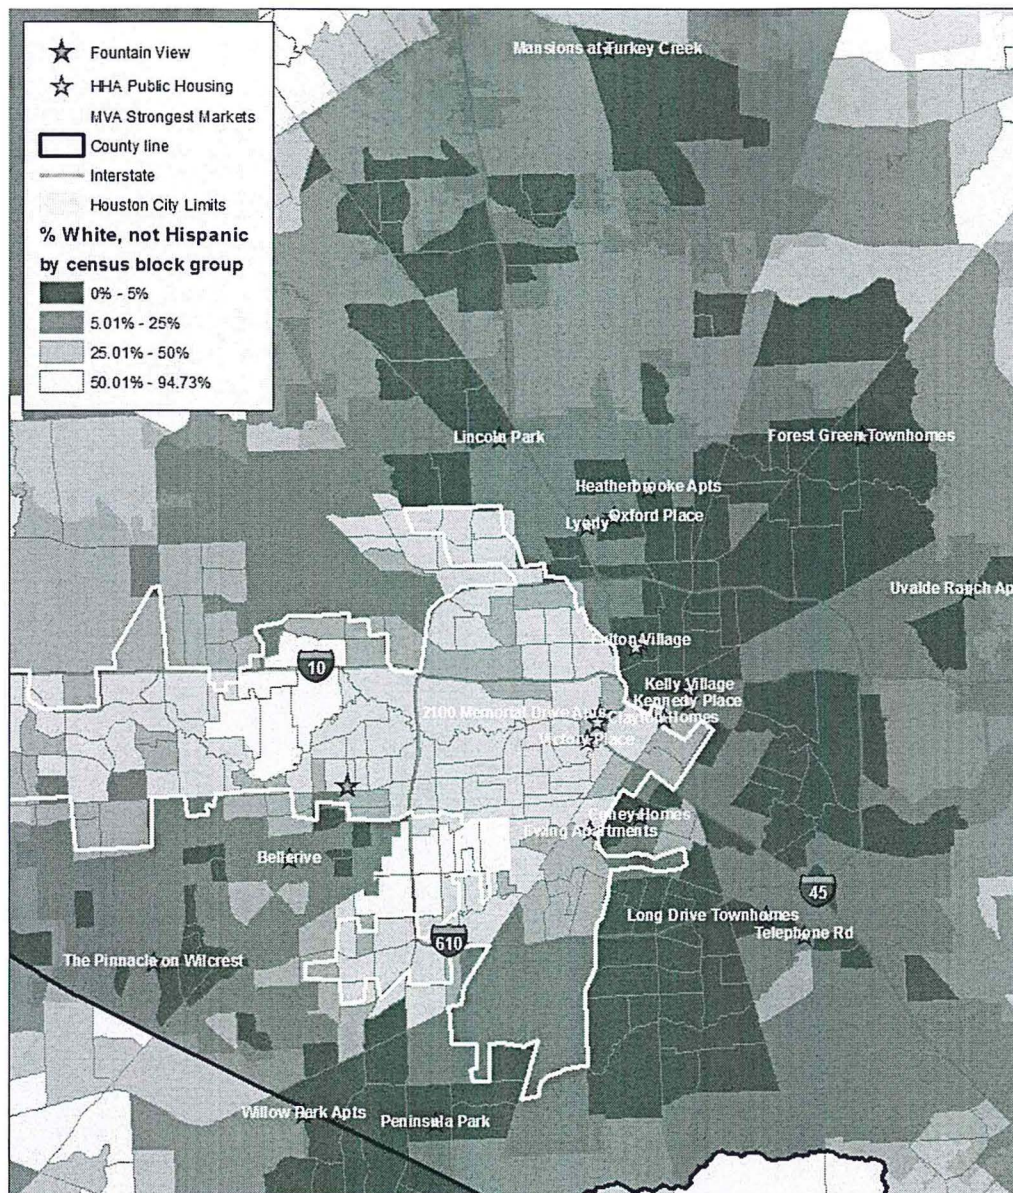 Fountain View
HHA Public Housing
MVA Strongest Markets
County line
Interstate
Houston City Limits
% White, not Hispanic
by census block group
0% - 5%
5.01% - 25%
25.01% - 50%
50.01% - 94.73%
Mansions at Turkey Creek
Lincoln Park
Forest Green Townhomes
Heatherbrooke Apts
Oxford Place
Lyerly
Uvalde Ranch Ap
Fulton Village
10
Kelly Village
Kennedy Place
2100 Memorial Drive Apts
Clayton Homes
Victory Place
Cuney Homes
Ewing Apartments
Bellerive
45
Long Drive Townhomes
Telephone Rd
610
The Pinnacle on Wilcrest
Willow Park Apts
Peninsula Park